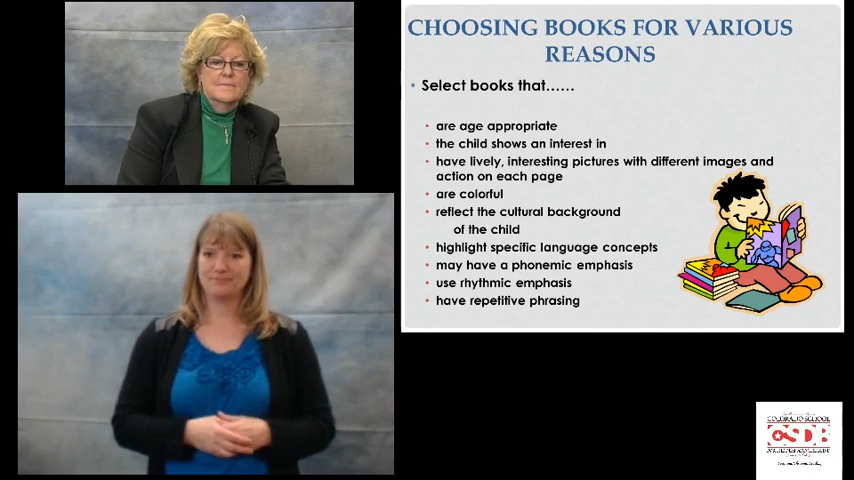 CHOOSING BOOKS FOR VARIOUS
REASONS
• Select books that......
• are age appropriate
• the child shows an interest in
• have lively, interesting pictures with different images and
action on each page
• are colorful
• reflect the cultural background
of the child
• highlight specific language concepts
• may have a phonemic emphasis
• use rhythmic emphasis
• have repetitive phrasing
COLORADO SCHOOL
CSDB